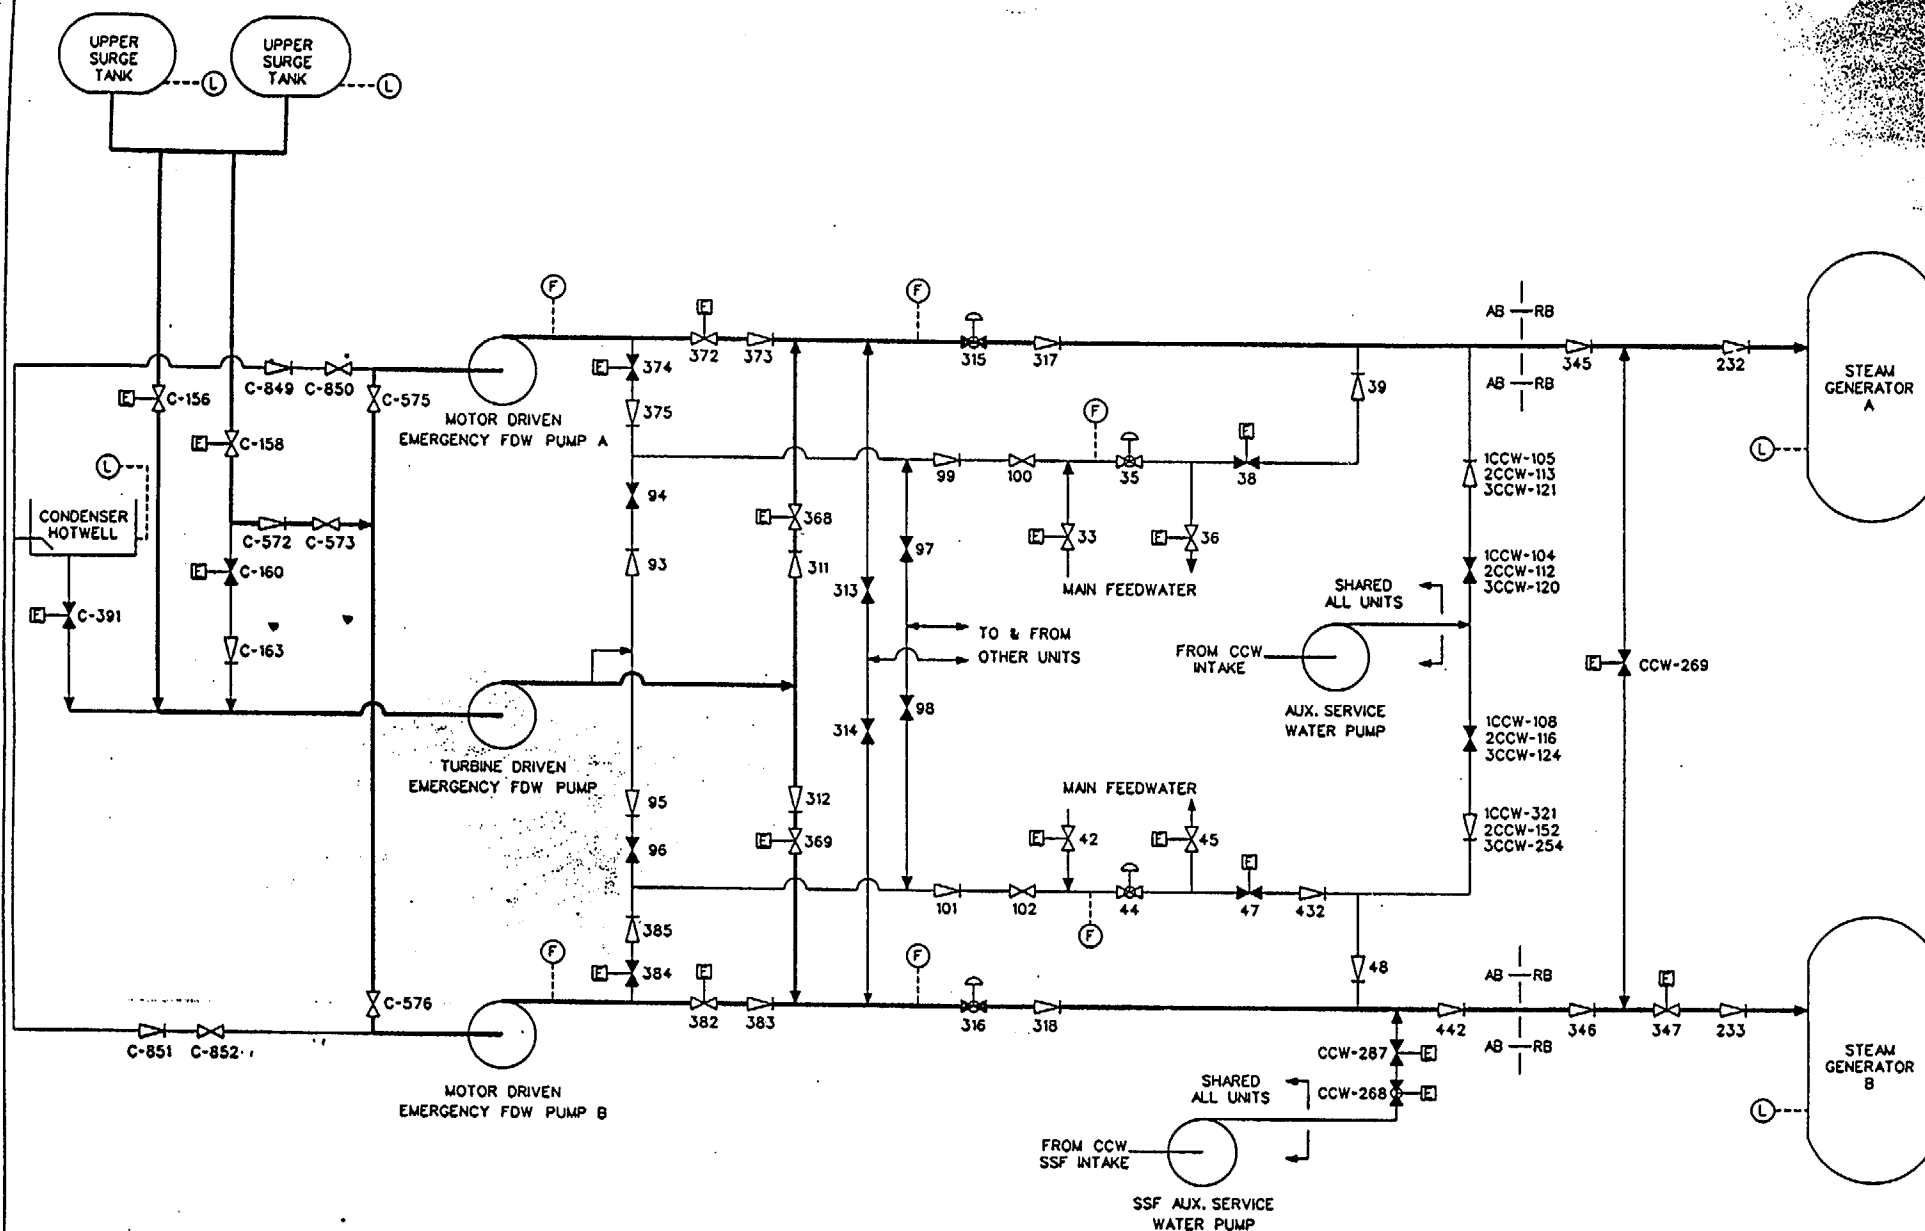 UPPER
SURGE
TANK
UPPER
SURGE
TANK
L
L
F
F
E
E
372
373
315
317
374
375
C-849
C-850
C-575
E
C-156
MOTOR DRIVEN
EMERGENCY FDW PUMP A
E
C-158
L
CONDENSER
HOTWELL
C-572
C-573
E
C-160
E
C-391
C-163
94
93
F
E
99
100
35
38
39
E
368
311
97
E
33
E
36
MAIN FEEDWATER
313
TO & FROM
OTHER UNITS
314
98
AB
RB
AB
RB
345
232
STEAM
GENERATOR
A
L
1CCW-105
2CCW-113
3CCW-121
1CCW-104
2CCW-112
3CCW-120
SHARED
ALL UNITS
FROM CCW
INTAKE
AUX. SERVICE
WATER PUMP
E
CCW-269
1CCW-108
2CCW-116
3CCW-124
1CCW-321
2CCW-152
3CCW-254
TURBINE DRIVEN
EMERGENCY FDW PUMP
95
96
312
E
369
MAIN FEEDWATER
E
42
E
45
E
101
102
44
47
432
F
385
E
384
F
E
F
48
C-576
382
383
316
318
C-851
C-852
MOTOR DRIVEN
EMERGENCY FDW PUMP B
AB
RB
AB
RB
E
442
346
347
233
STEAM
GENERATOR
B
L
CCW-287
E
CCW-268
E
SHARED
ALL UNITS
FROM CCW
SSF INTAKE
SSF AUX. SERVICE
WATER PUMP